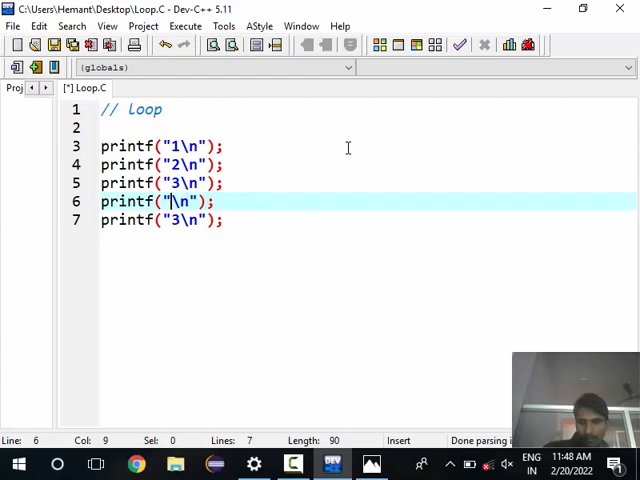 C:\Users\Hemant\Desktop\Loop.C - Dev-C++ 5.11
File Edit Search View Project Execute Tools AStyle Window Help
(globals)
Proj [*] Loop.C
1 // loop
2
3 printf("1\n");
4 printf("2\n");
5 printf("3\n");
6 printf("\n");
7 printf("3\n");
Line: 6 Col: 9 Sel: 0 Lines: 7 Length: 90 Insert Done parsing i
DEV
ENG 11:48 AM
IN 2/20/2022
1